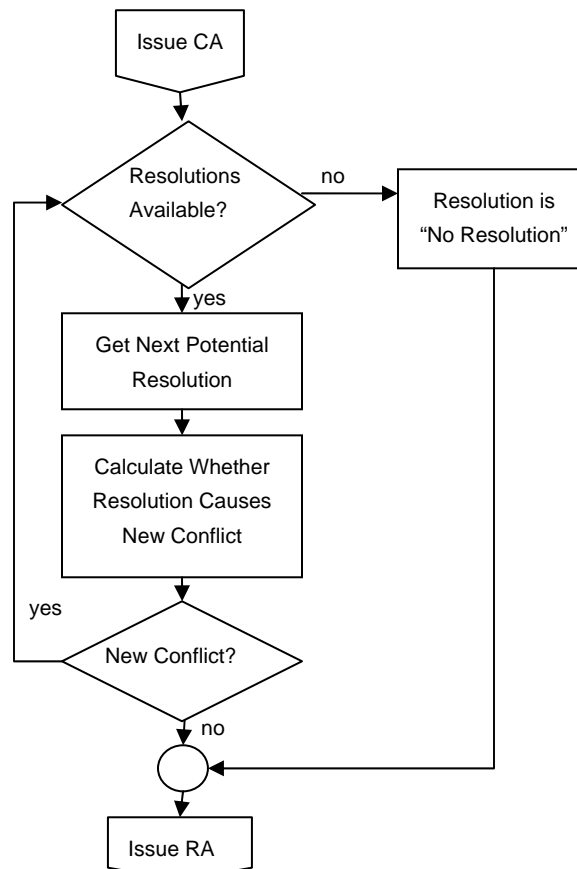 Issue CA
Resolutions
Available?
no
Resolution is
“No Resolution”
yes
Get Next Potential
Resolution
Calculate Whether
Resolution Causes
New Conflict
yes
New Conflict?
no
Issue RA